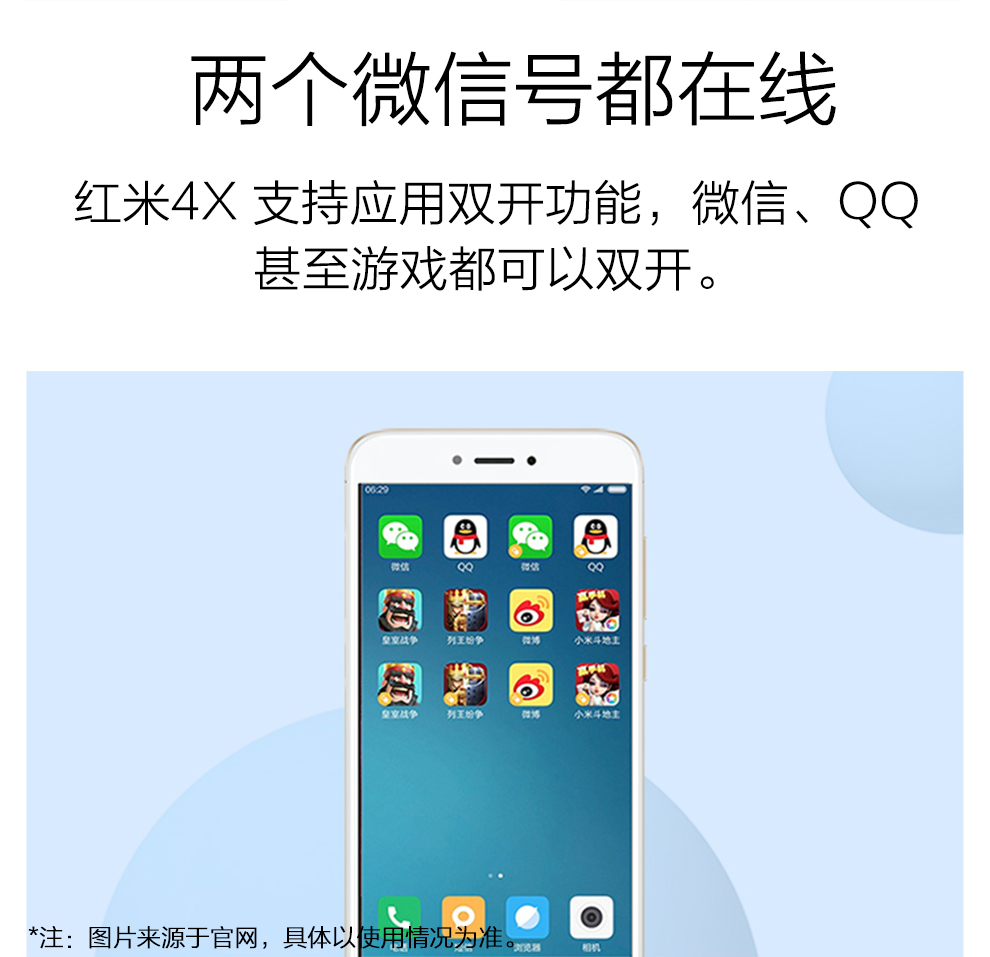 两个微信号都在线
红米4X 支持应用双开功能，微信、QQ
甚至游戏都可以双开。
06:29
微信 QQ 微信 QQ
皇室战争 列王纷争 微博 小米斗地主
皇室战争 列王纷争 微博 小米斗地主
*注：图片来源于官网，具体以使用情况为准。
浏览器 相机